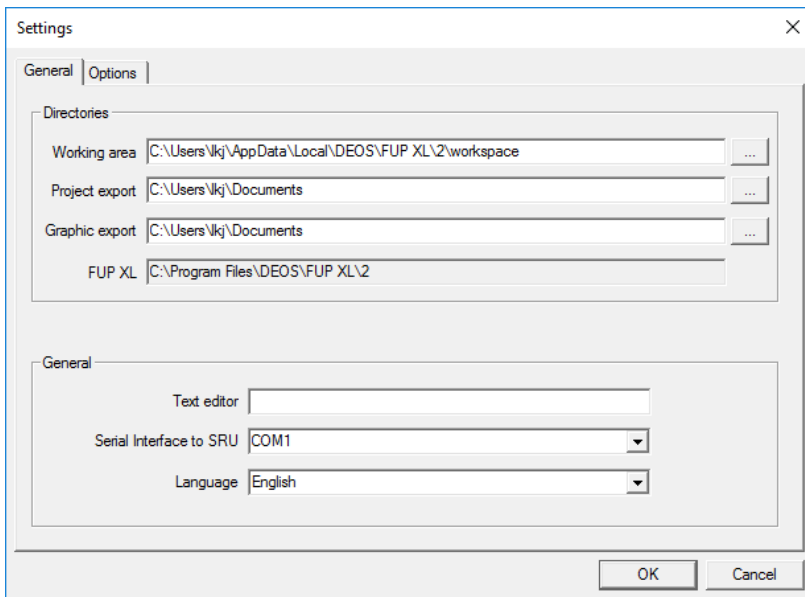 Settings
General
Options
Directories
Working area C:\Users\lkj\AppData\Local\DEOS\FUP XL\2\workspace ...
Project export C:\Users\lkj\Documents ...
Graphic export C:\Users\lkj\Documents ...
FUP XL C:\Program Files\DEOS\FUP XL\2
General
Text editor
Serial Interface to SRU COM1
Language English
OK Cancel